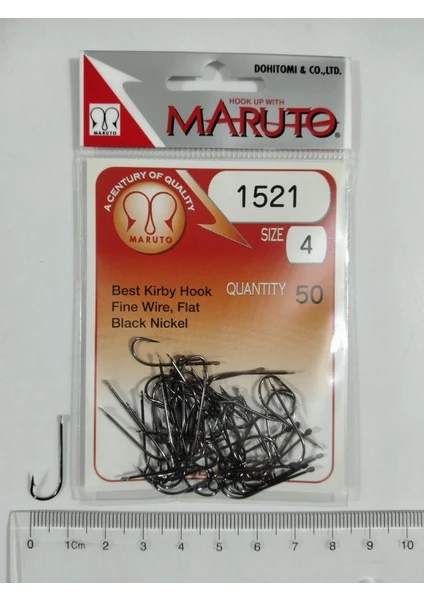 DOHITOMI & CO.,LTD.
HOOK UP WITH
MARUTO®
MARUTO
A CENTURY OF QUALITY
MARUTO
1521
SIZE 4
QUANTITY 50
Best Kirby Hook
Fine Wire, Flat
Black Nickel
0 1Cm 2 3 4 5 6 7 8 9 10